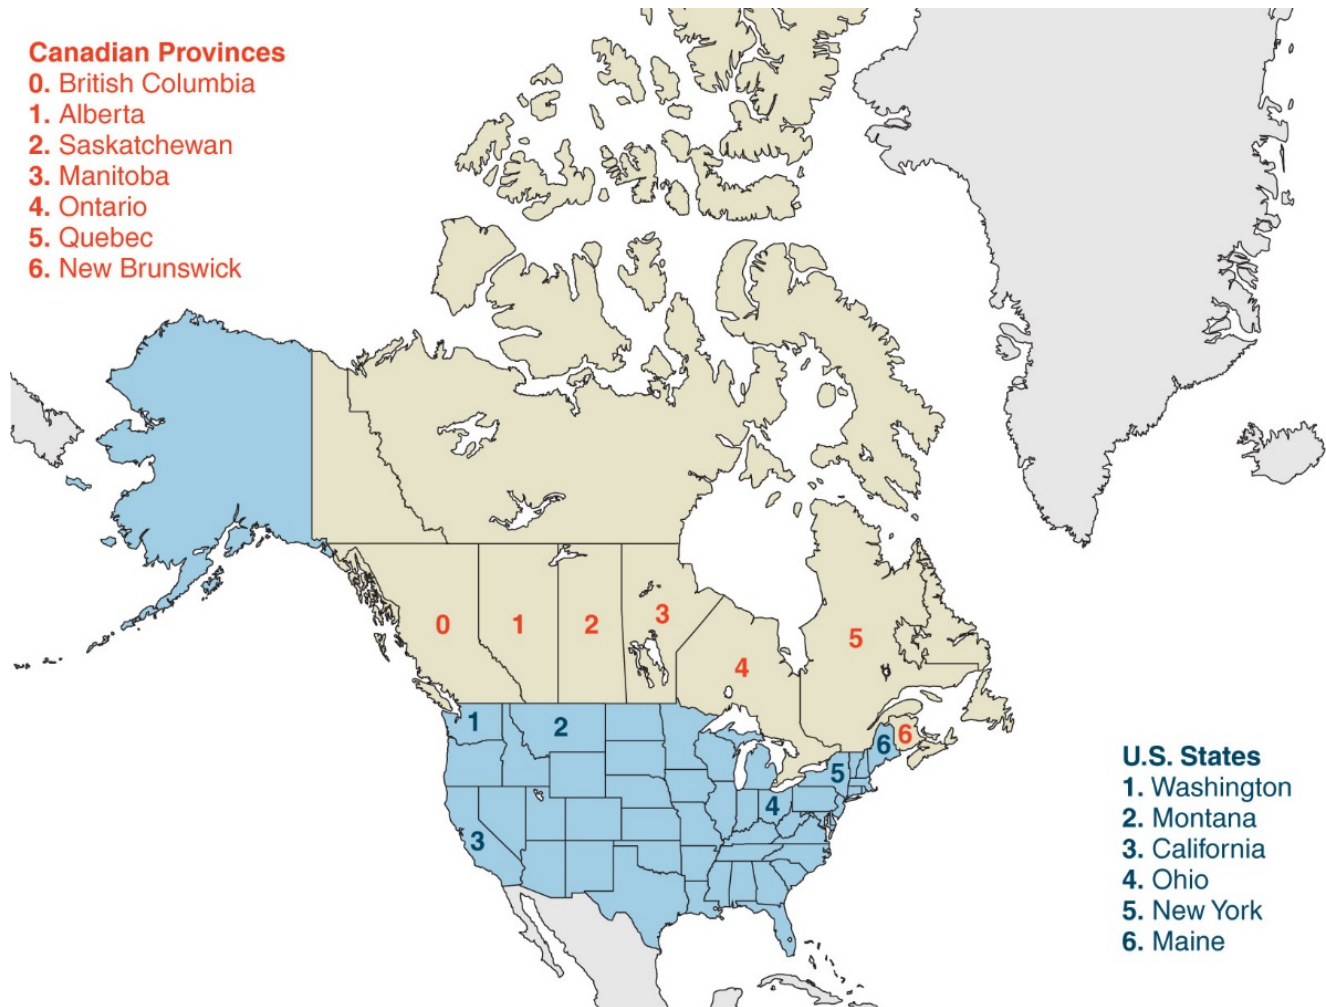 Canadian Provinces
0. British Columbia
1. Alberta
2. Saskatchewan
3. Manitoba
4. Ontario
5. Quebec
6. New Brunswick
0
1
2
3
4
5
6
1
2
3
4
5
6
U.S. States
1. Washington
2. Montana
3. California
4. Ohio
5. New York
6. Maine